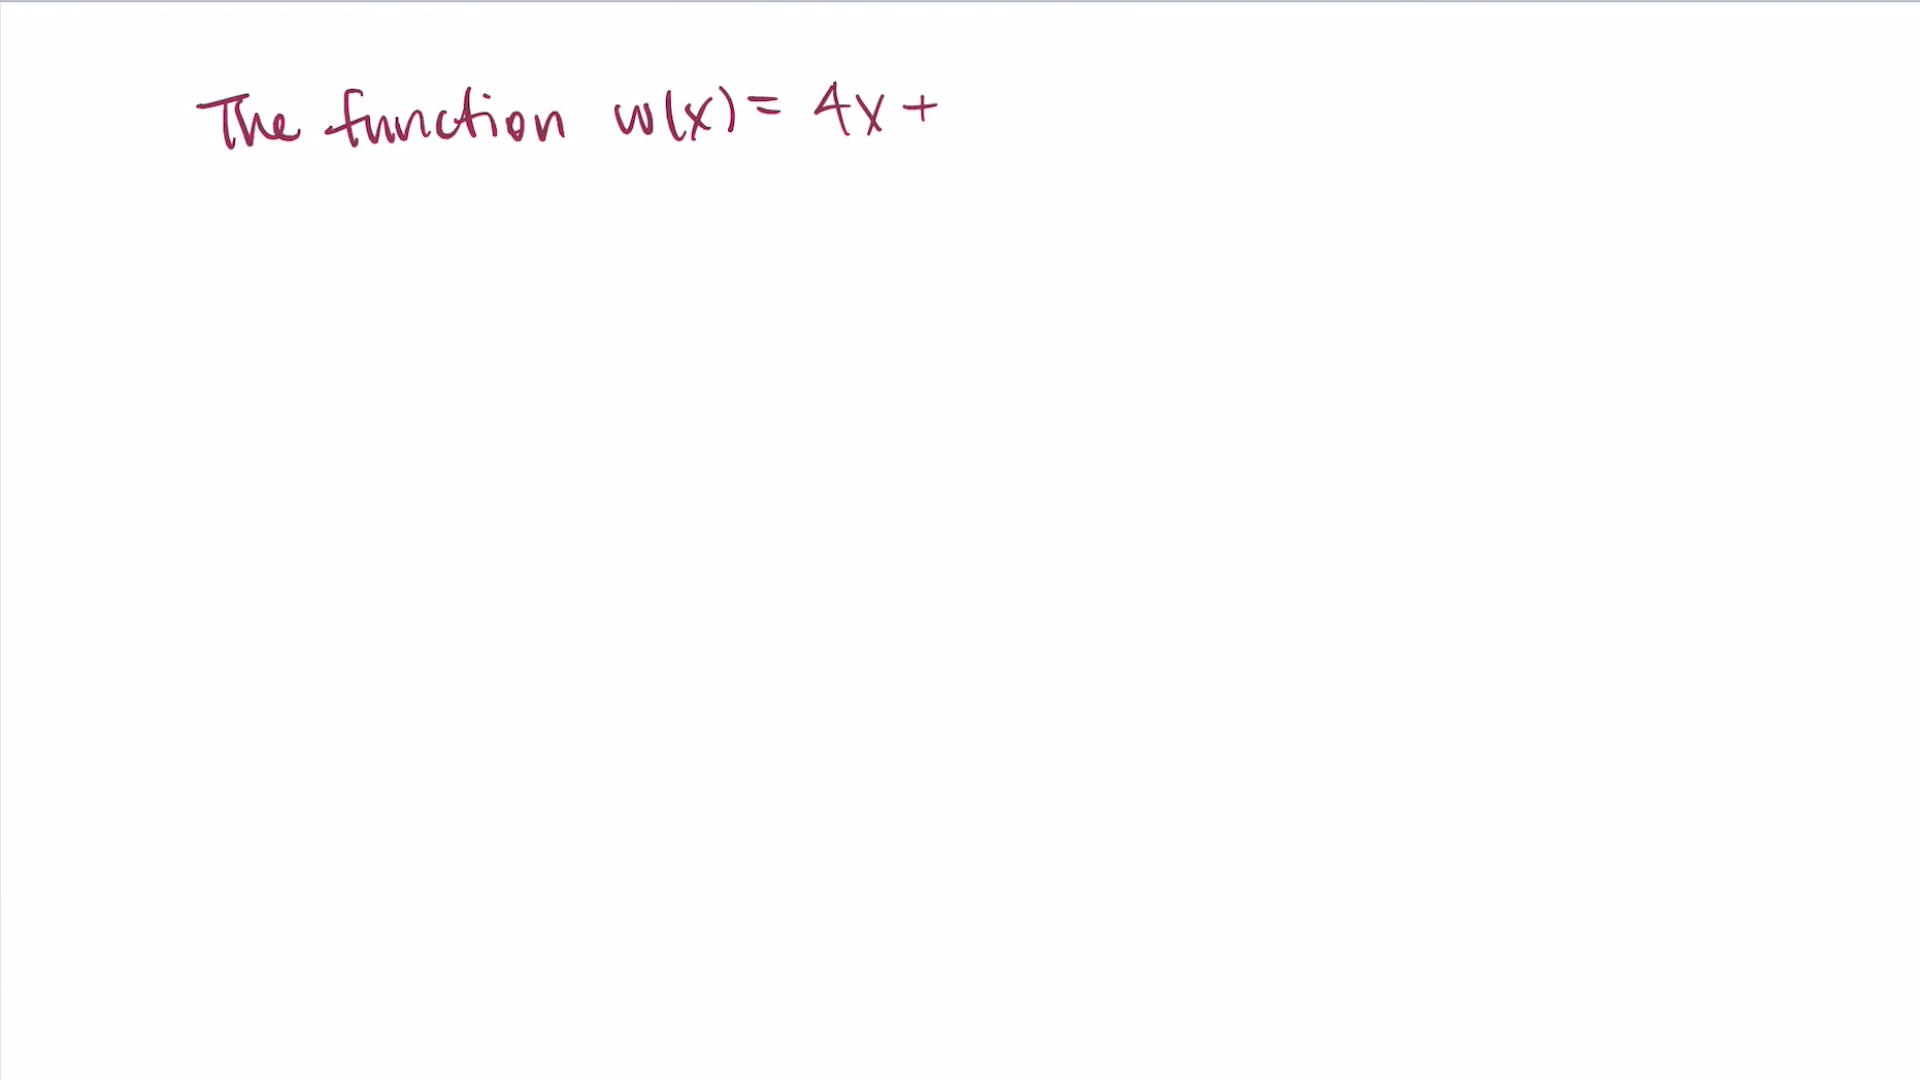 The function w(x) = 4x +